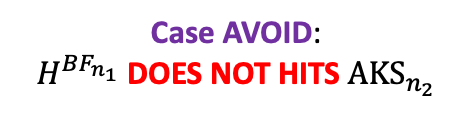 Case AVOID:
H^{BF_{n_1}} DOES NOT HITS AKS_{n_2}